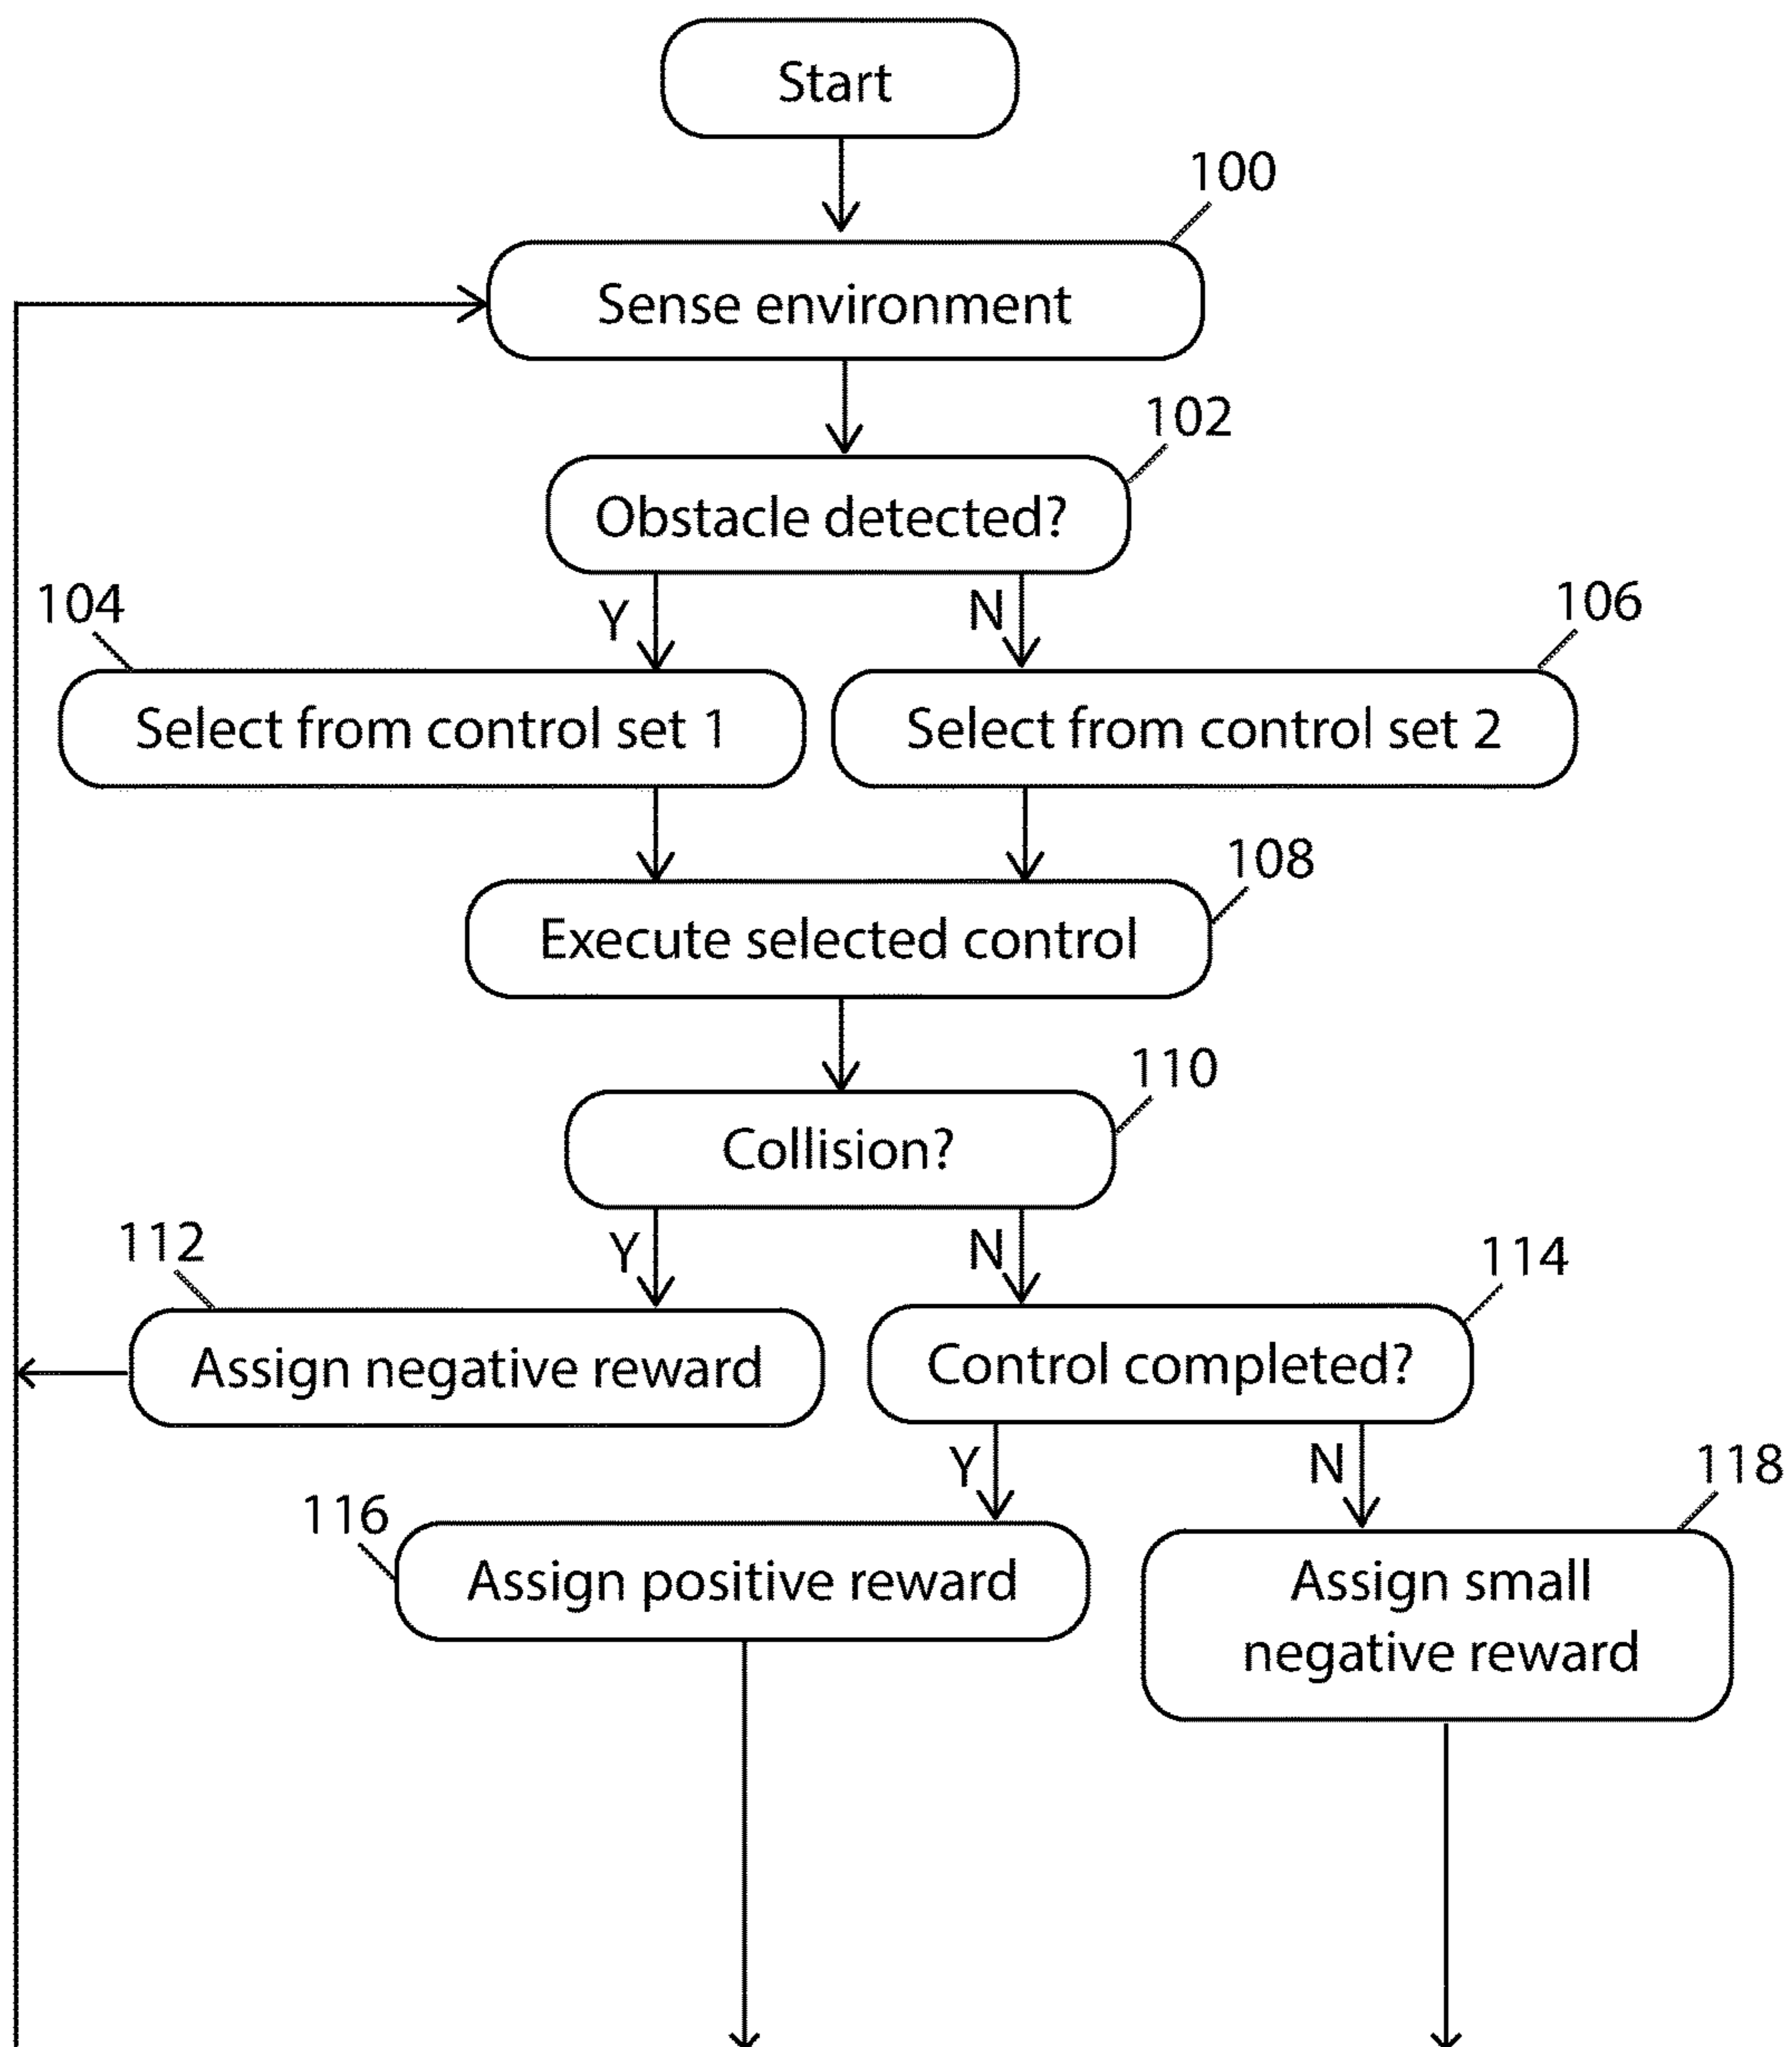 Start
100
Sense environment
102
Obstacle detected?
104
Y
N
106
Select from control set 1
Select from control set 2
108
Execute selected control
110
Collision?
112
Y
N
114
Assign negative reward
Control completed?
Y
N
118
116
Assign positive reward
Assign small
negative reward